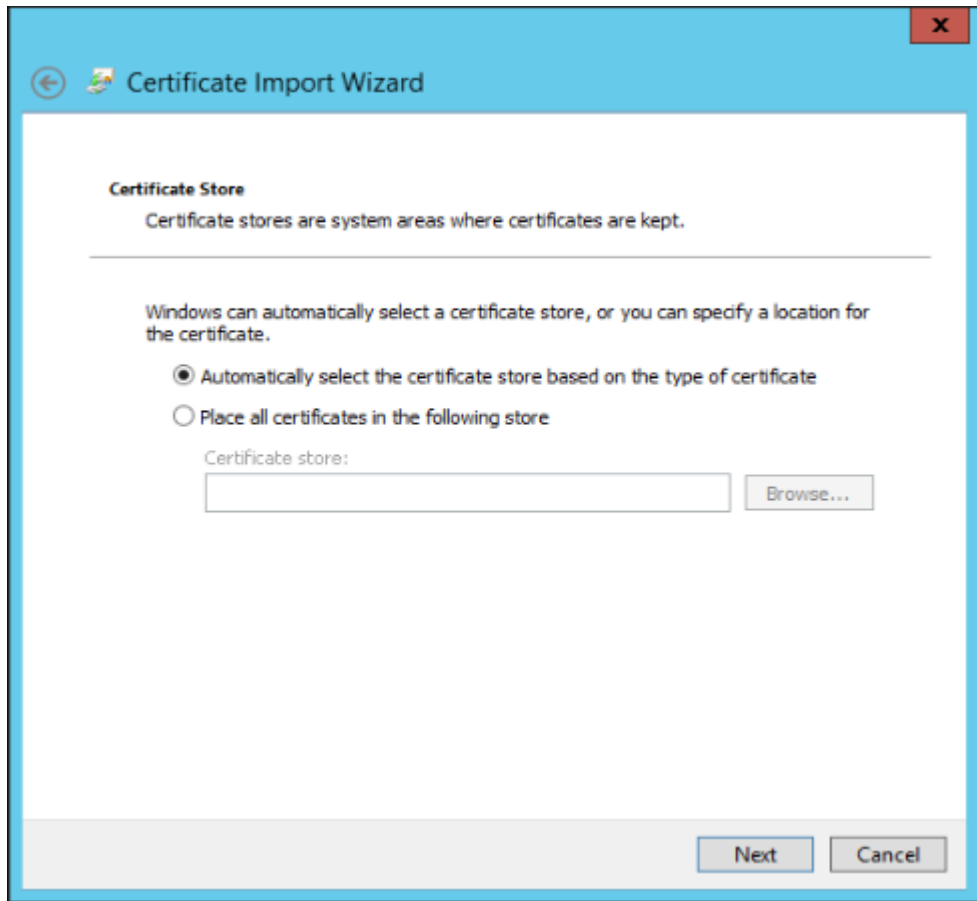 x
Certificate Import Wizard
Certificate Store
Certificate stores are system areas where certificates are kept.
Windows can automatically select a certificate store, or you can specify a location for
the certificate.
Automatically select the certificate store based on the type of certificate
Place all certificates in the following store
Certificate store:
Browse...
Next
Cancel